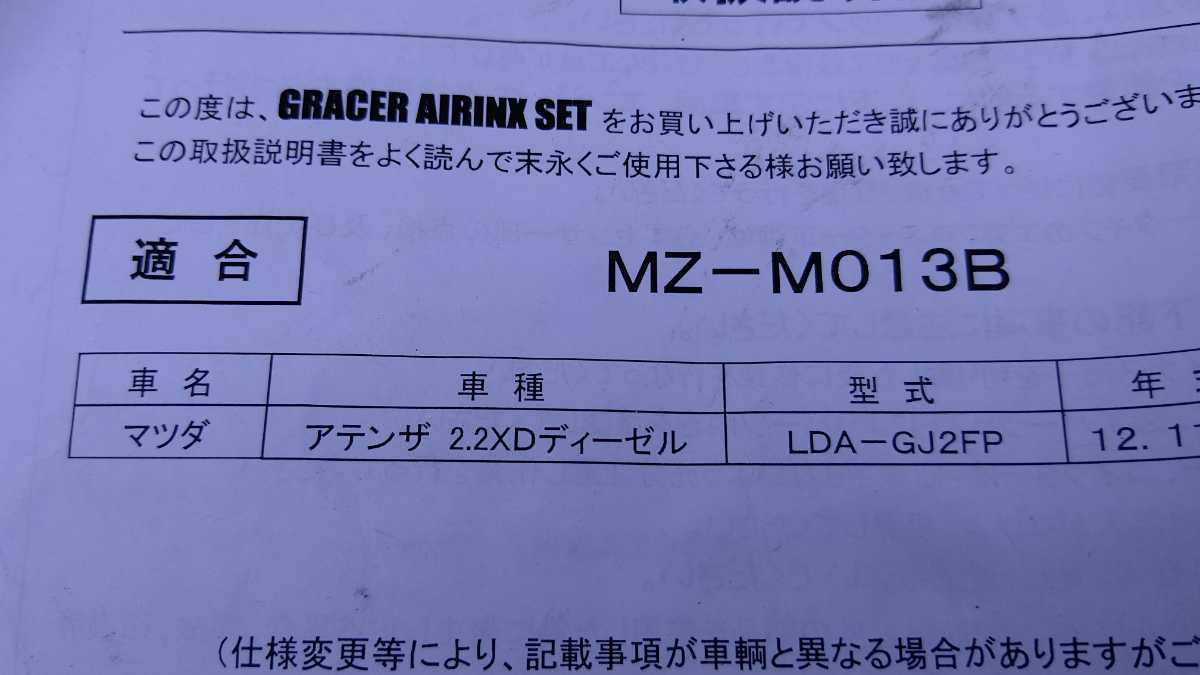 この度は、GRACER AIRINX SET をお買い上げいただき誠にありがとうございま
この取扱説明書をよく読んで末永くご使用下さる様お願い致します。
適 合
MZ－M013B
車 名 車 種 型 式 年
マツダ アテンザ 2.2XDディーゼル LDA－GJ2FP 12.11
(仕様変更等により、記載事項が車輌と異なる場合がありますがご